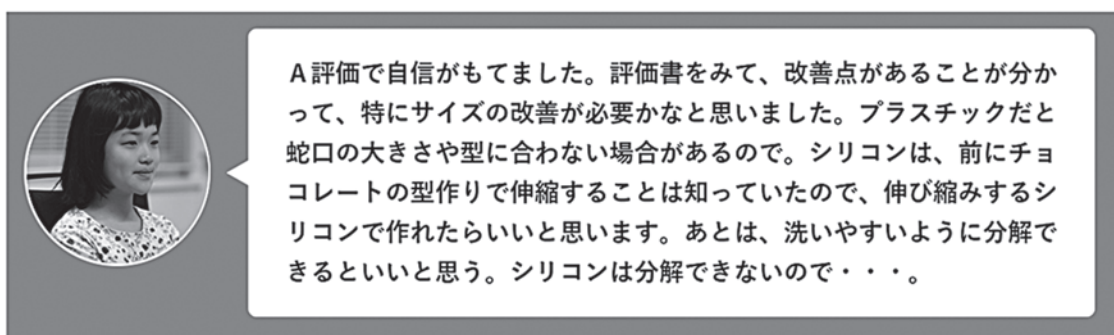 A評価で自信がもてました。評価書をみて、改善点があることが分か
って、特にサイズの改善が必要かなと思いました。プラスチックだと
蛇口の大きさや型に合わない場合があるので。シリコンは、前にチョ
コレートの型作りで伸縮することは知っていたので、伸び縮みするシ
リコンで作れたらいいと思います。あとは、洗いやすいように分解で
きるといいと思う。シリコンは分解できないので・・・。